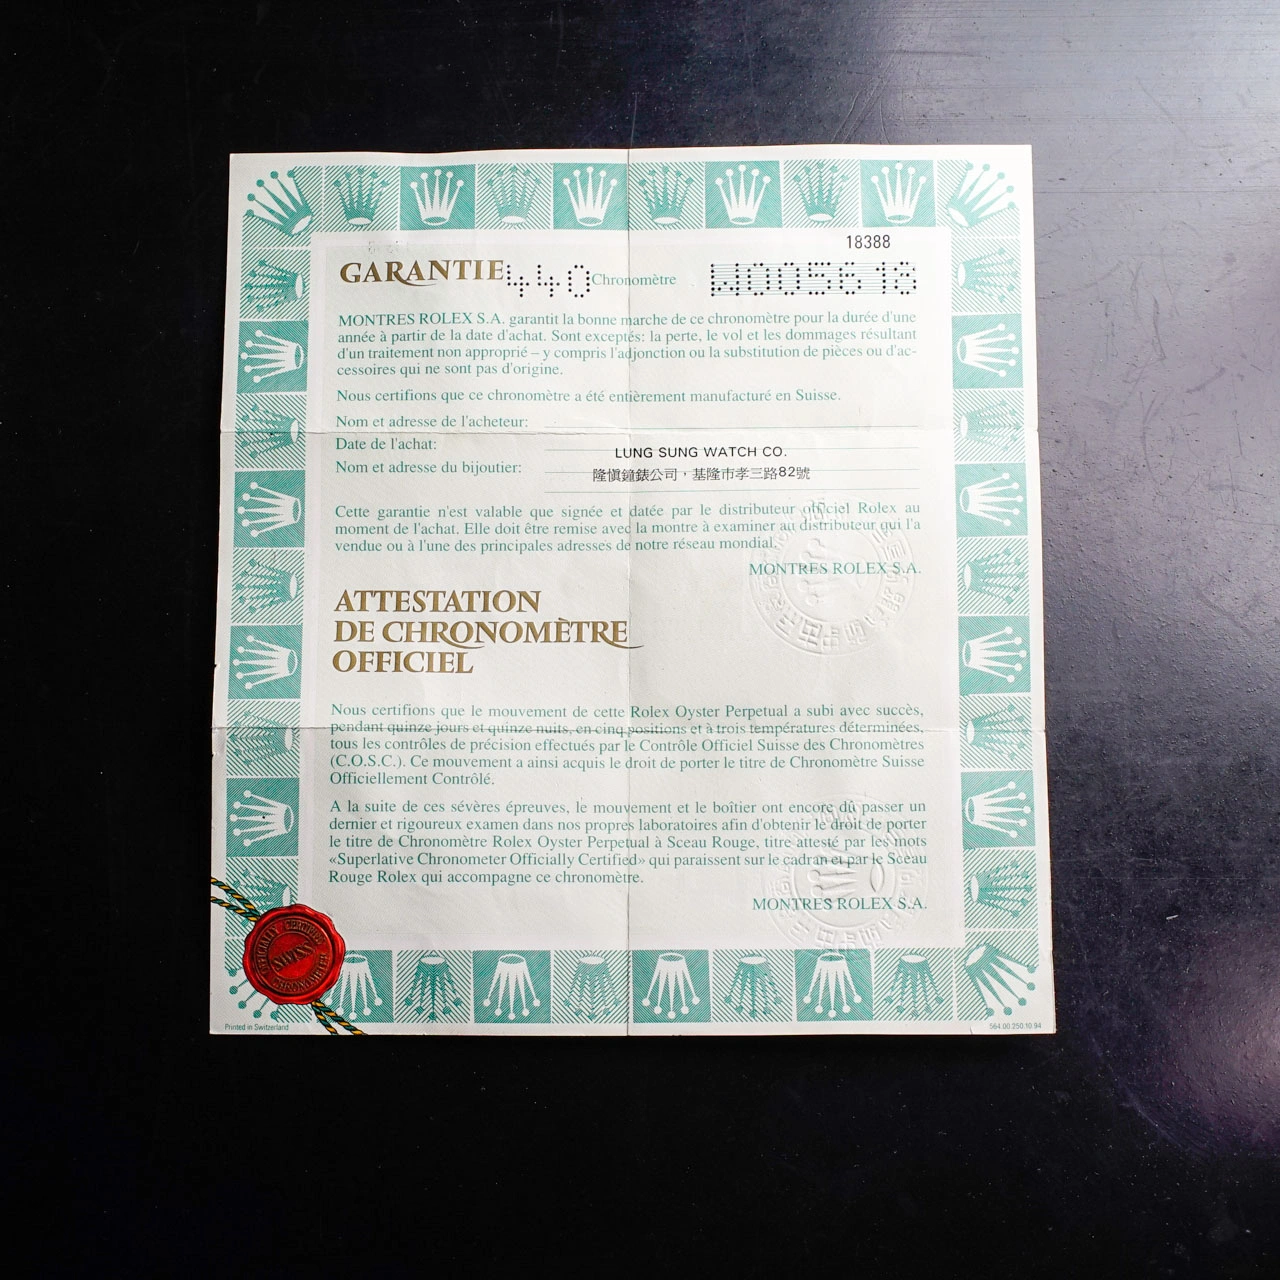 18388
GARANTIE 440 Chronomètre W005618
MONTRES ROLEX S.A. garantit la bonne marche de ce chronomètre pour la durée d'une
année à partir de la date d'achat. Sont exceptés: la perte, le vol et les dommages résultant
d'un traitement non approprié – y compris l'adjonction ou la substitution de pièces ou d'ac-
cessoires qui ne sont pas d'origine.
Nous certifions que ce chronomètre a été entièrement manufacturé en Suisse.
Nom et adresse de l'acheteur:
Date de l'achat:
LUNG SUNG WATCH CO.
Nom et adresse du bijoutier:
隆愼鐘錶公司，基隆市孝三路82號
Cette garantie n'est valable que signée et datée par le distributeur officiel Rolex au
moment de l'achat. Elle doit être remise avec la montre à examiner au distributeur qui l'a
vendue ou à l'une des principales adresses de notre réseau mondial.
MONTRES ROLEX S.A.
ATTESTATION
DE CHRONOMÈTRE
OFFICIEL
Nous certifions que le mouvement de cette Rolex Oyster Perpetual a subi avec succès,
pendant quinze jours et quinze nuits, en cinq positions et à trois températures déterminées,
tous les contrôles de précision effectués par le Contrôle Officiel Suisse des Chronomètres
(C.O.S.C.). Ce mouvement a ainsi acquis le droit de porter le titre de Chronomètre Suisse
Officiellement Contrôlé.
A la suite de ces sévères épreuves, le mouvement et le boîtier ont encore dû passer un
dernier et rigoureux examen dans nos propres laboratoires afin d'obtenir le droit de porter
le titre de Chronomètre Rolex Oyster Perpetual à Sceau Rouge, titre attesté par les mots
«Superlative Chronometer Officially Certified» qui paraissent sur le cadran et par le Sceau
Rouge Rolex qui accompagne ce chronomètre.
MONTRES ROLEX S.A.
OFFICIALLY CERTIFIED
SWISS
CHRONOMETER
Printed in Switzerland
564.00.250.10.94